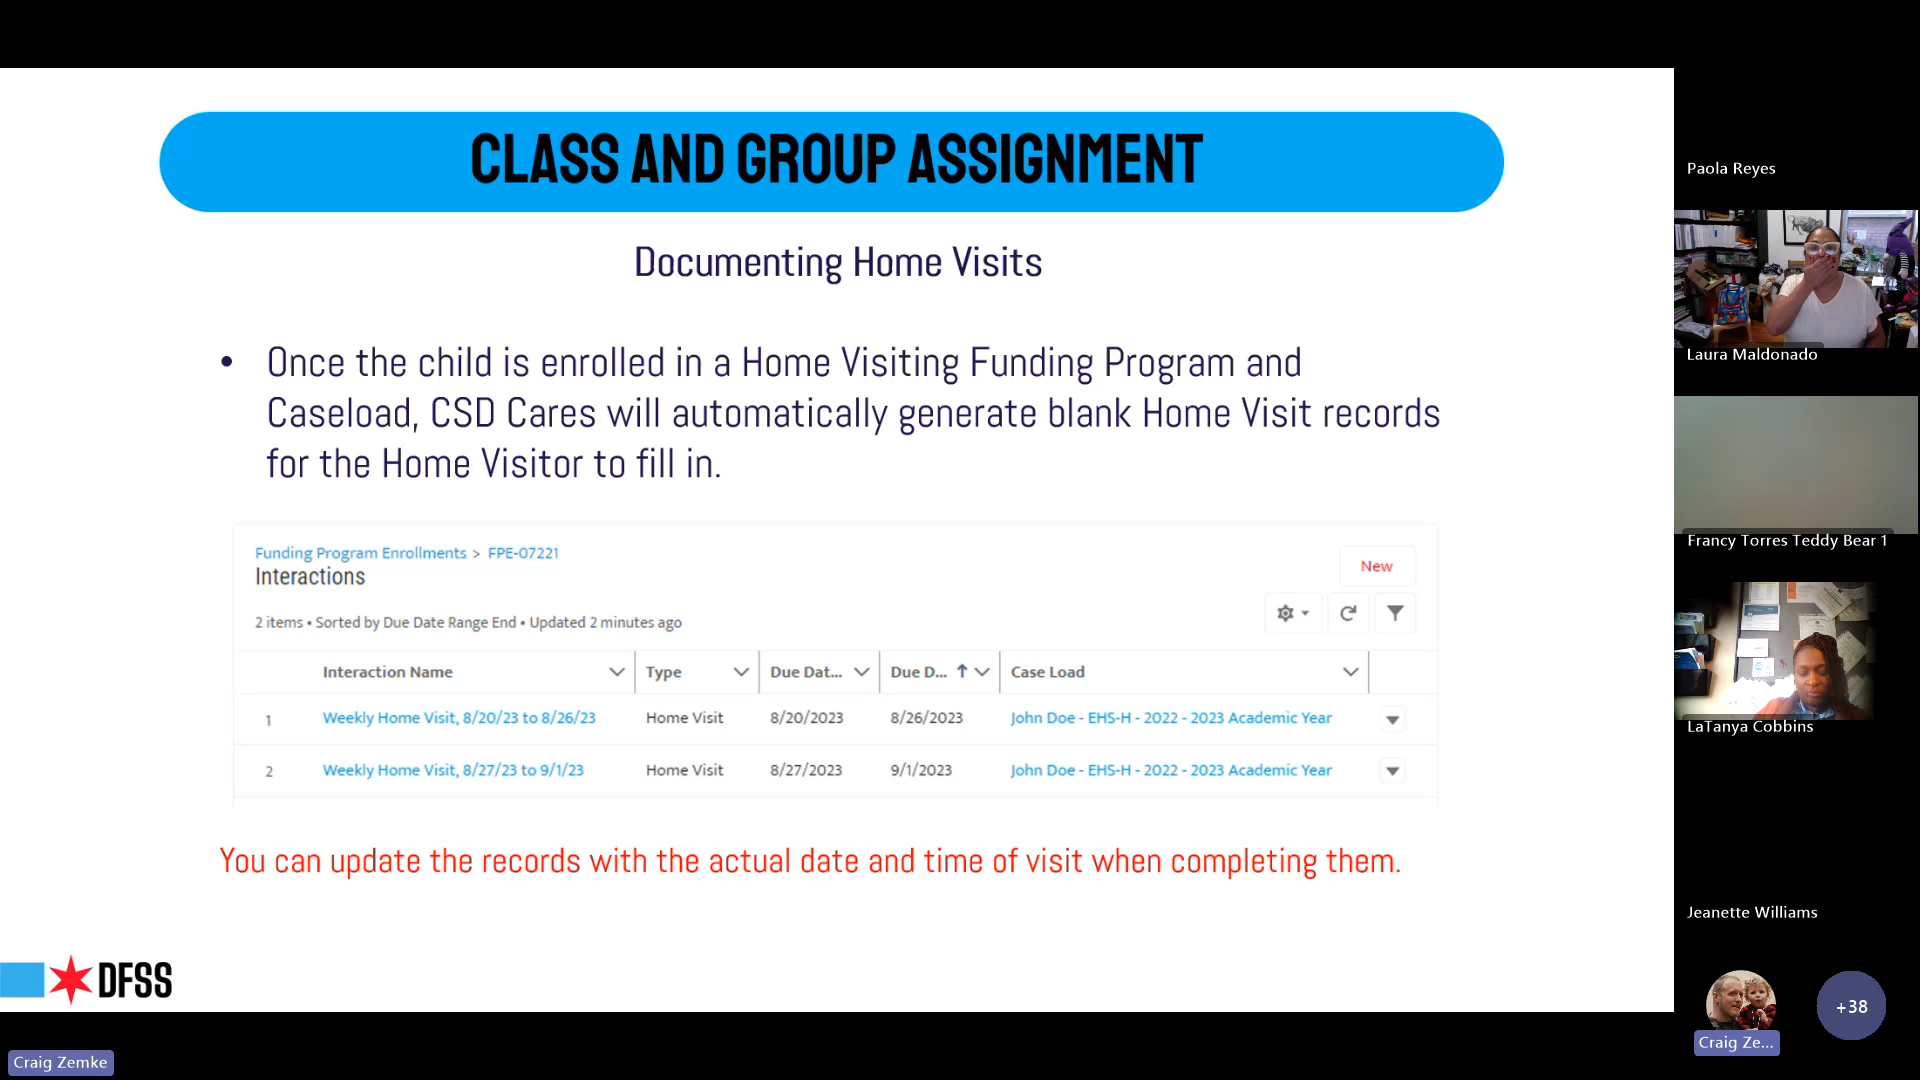 CLASS AND GROUP ASSIGNMENT
Documenting Home Visits
• Once the child is enrolled in a Home Visiting Funding Program and
Caseload, CSD Cares will automatically generate blank Home Visit records
for the Home Visitor to fill in.
Funding Program Enrollments > FPE-07221
Interactions
New
2 items • Sorted by Due Date Range End • Updated 2 minutes ago
Interaction Name Type Due Dat... Due D... Case Load
1 Weekly Home Visit, 8/20/23 to 8/26/23 Home Visit 8/20/2023 8/26/2023 John Doe - EHS-H - 2022 - 2023 Academic Year
2 Weekly Home Visit, 8/27/23 to 9/1/23 Home Visit 8/27/2023 9/1/2023 John Doe - EHS-H - 2022 - 2023 Academic Year
You can update the records with the actual date and time of visit when completing them.
DFSS
Craig Zemke
Paola Reyes
Laura Maldonado
Francy Torres Teddy Bear 1
LaTanya Cobbins
Jeanette Williams
Craig Ze...
+38